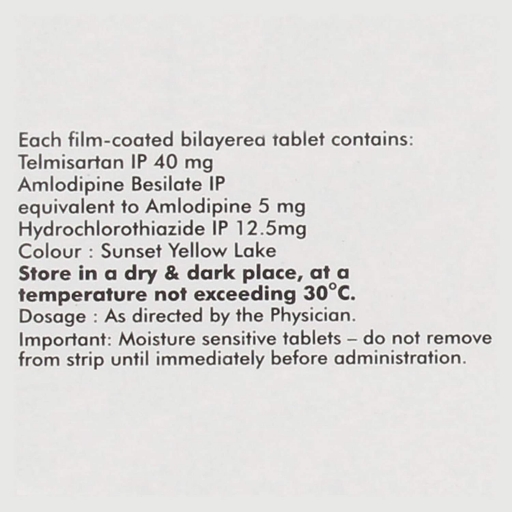 Each film-coated bilayered tablet contains:
Telmisartan IP 40 mg
Amlodipine Besilate IP
equivalent to Amlodipine 5 mg
Hydrochlorothiazide IP 12.5mg
Colour : Sunset Yellow Lake
Store in a dry & dark place, at a
temperature not exceeding 30°C.
Dosage : As directed by the Physician.
Important: Moisture sensitive tablets – do not remove
from strip until immediately before administration.